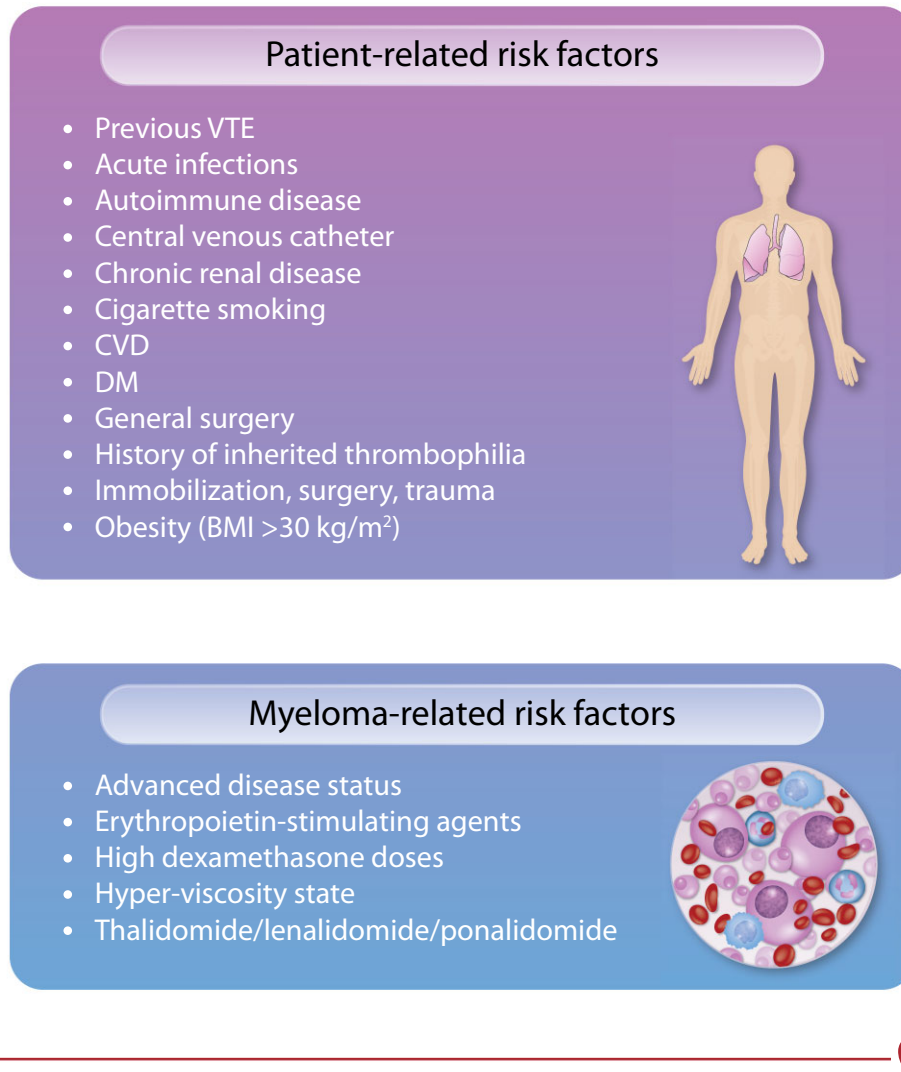 Patient-related risk factors
• Previous VTE
• Acute infections
• Autoimmune disease
• Central venous catheter
• Chronic renal disease
• Cigarette smoking
• CVD
• DM
• General surgery
• History of inherited thrombophilia
• Immobilization, surgery, trauma
• Obesity (BMI >30 kg/m²)
Myeloma-related risk factors
• Advanced disease status
• Erythropoietin-stimulating agents
• High dexamethasone doses
• Hyper-viscosity state
• Thalidomide/lenalidomide/ponalidomide